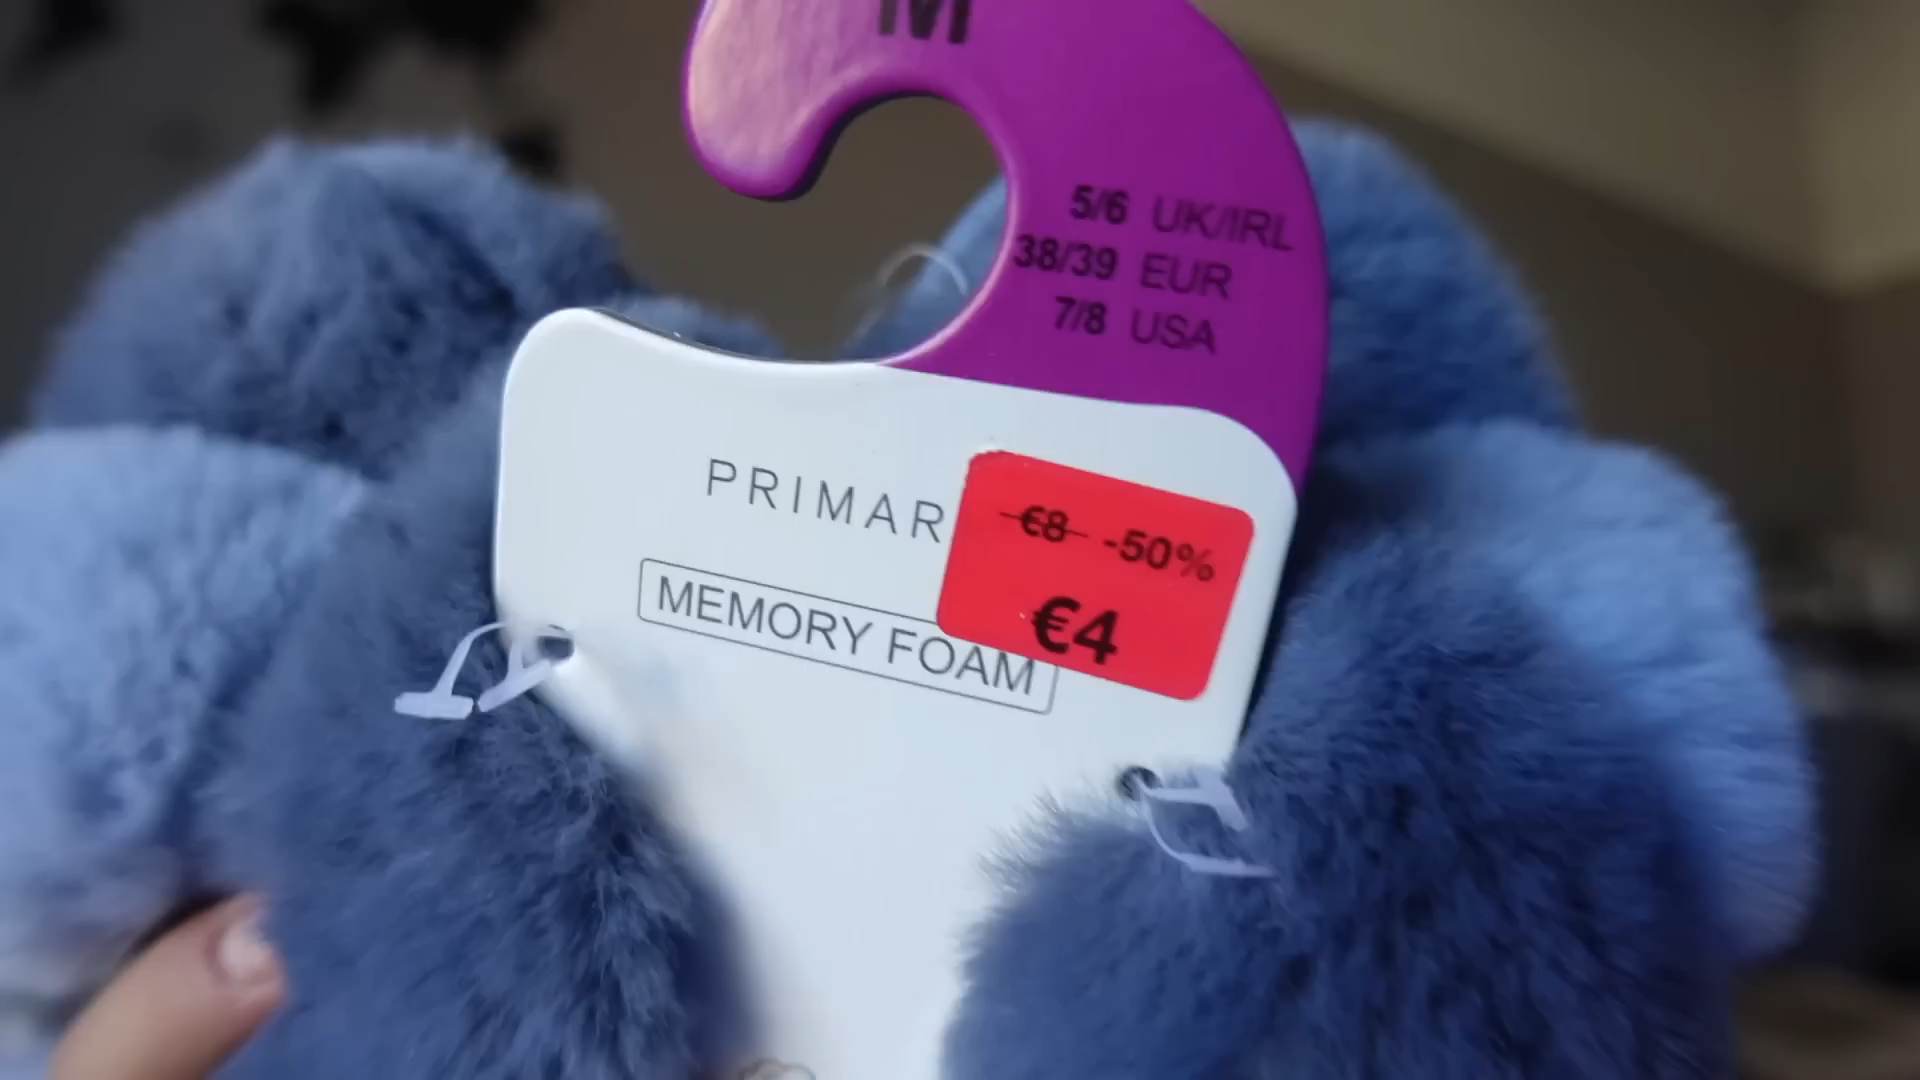 M
5/6 UK/IRL
38/39 EUR
7/8 USA
PRIMAR
€8 -50%
€4
MEMORY FOAM